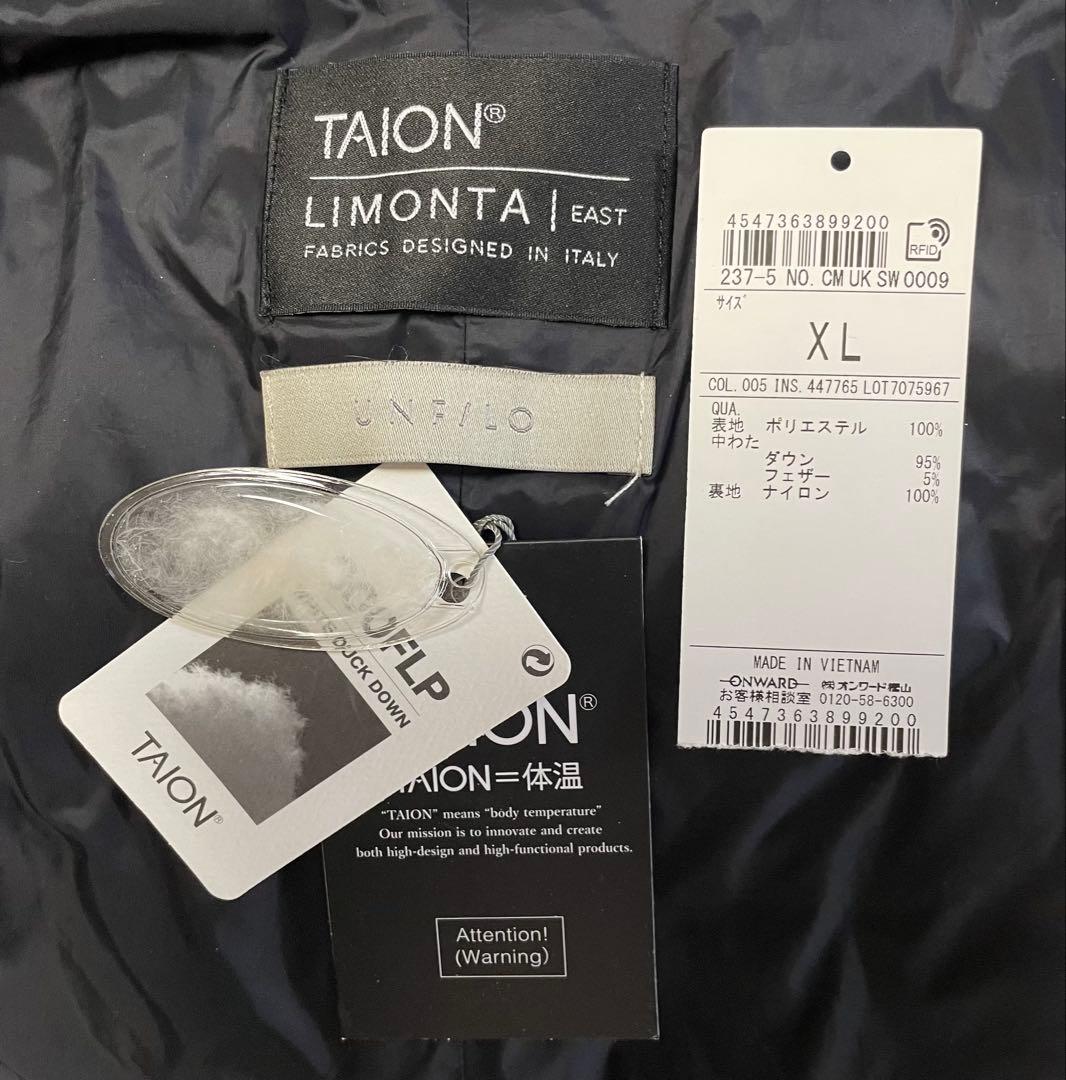 TAION®
LIMONTA | EAST
FABRICS DESIGNED IN ITALY
UNF/LO
4547363899200
RFID
237-5 NO. CM UK SW 0009
サイズ
XL
COL. 005 INS. 447765 LOT7075967
QUA.
表地 ポリエステル 100%
中わた
ダウン 95%
フェザー 5%
裏地 ナイロン 100%
MADE IN VIETNAM
ONWARD ㈱オンワード樫山
お客様相談室 0120-58-6300
4547363899200
DUCK DOWN
TAION®
TAION=体温
"TAION" means "body temperature"
Our mission is to innovate and create
both high-design and high-functional products.
Attention!
(Warning)